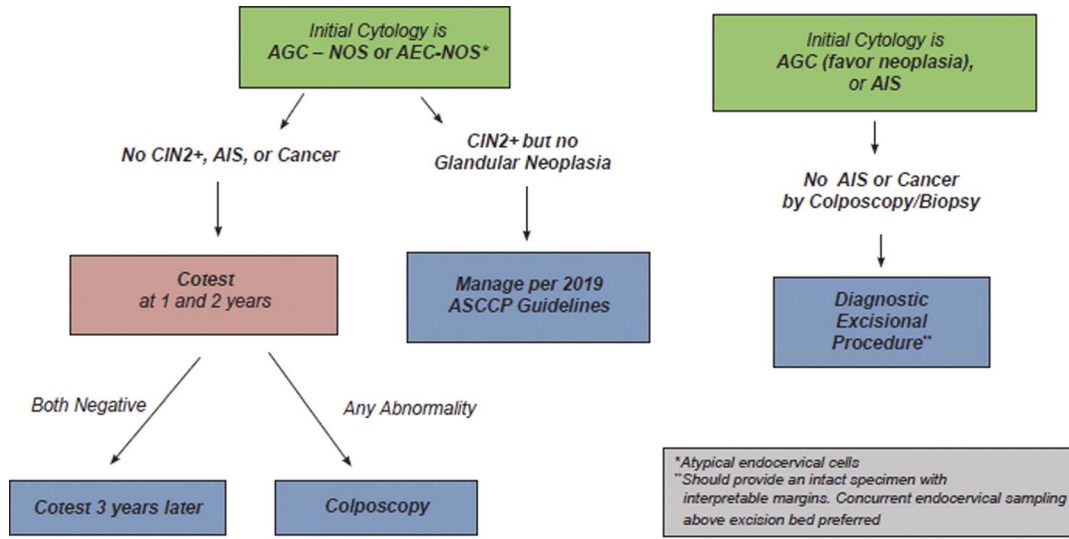 Initial Cytology is
AGC – NOS or AEC-NOS*
No CIN2+, AIS, or Cancer
CIN2+ but no
Glandular Neoplasia
Cotest
at 1 and 2 years
Manage per 2019
ASCCP Guidelines
Both Negative
Any Abnormality
Cotest 3 years later
Colposcopy
Initial Cytology is
AGC (favor neoplasia),
or AIS
No AIS or Cancer
by Colposcopy/Biopsy
Diagnostic
Excisional
Procedure**
*Atypical endocervical cells
**Should provide an intact specimen with
interpretable margins. Concurrent endocervical sampling
above excision bed preferred